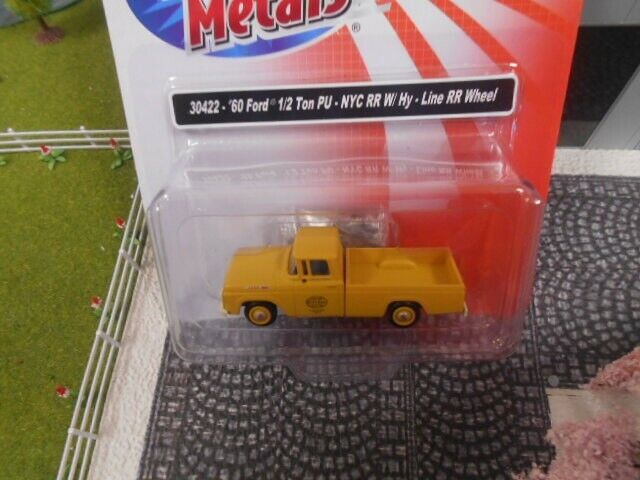 Metals
®
30422 - '60 Ford® 1/2 Ton PU - NYC RR W/ Hy - Line RR Wheel